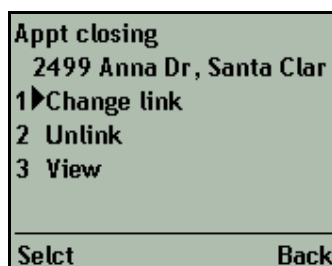 Appt closing
2499 Anna Dr, Santa Clar
1 Change link
2 Unlink
3 View
Selct Back